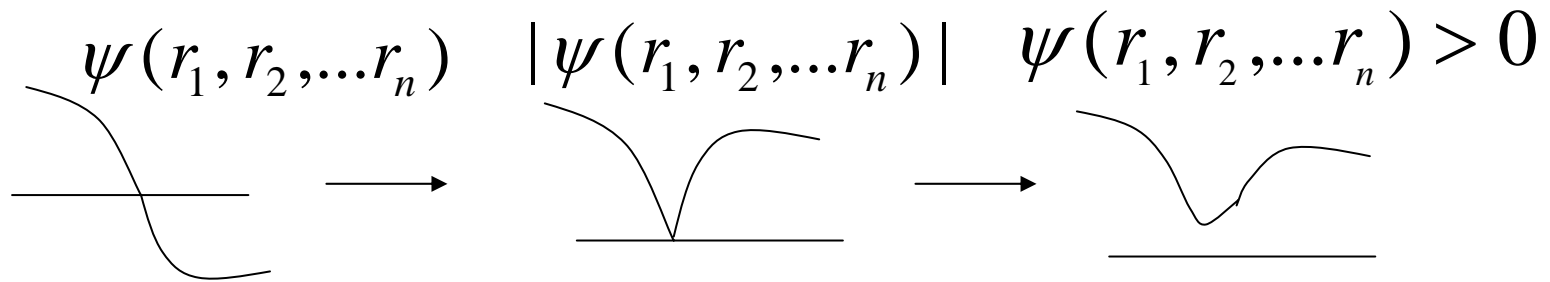 ψ(r₁, r₂,...rₙ) |ψ(r₁, r₂,...rₙ)| ψ(r₁, r₂,...rₙ) > 0